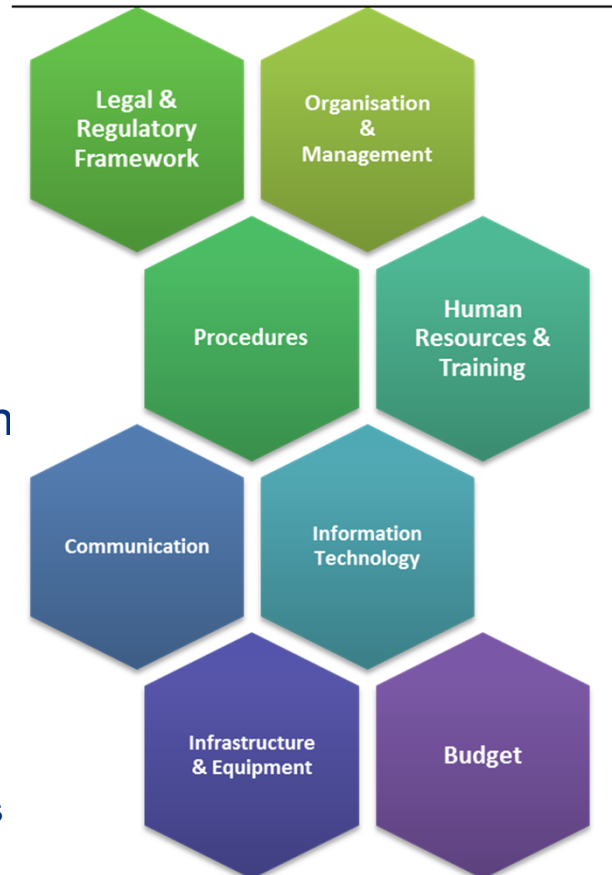 Legal &
Regulatory
Framework
Organisation
&
Management
Procedures
Human
Resources &
Training
Communication
Information
Technology
Infrastructure
& Equipment
Budget